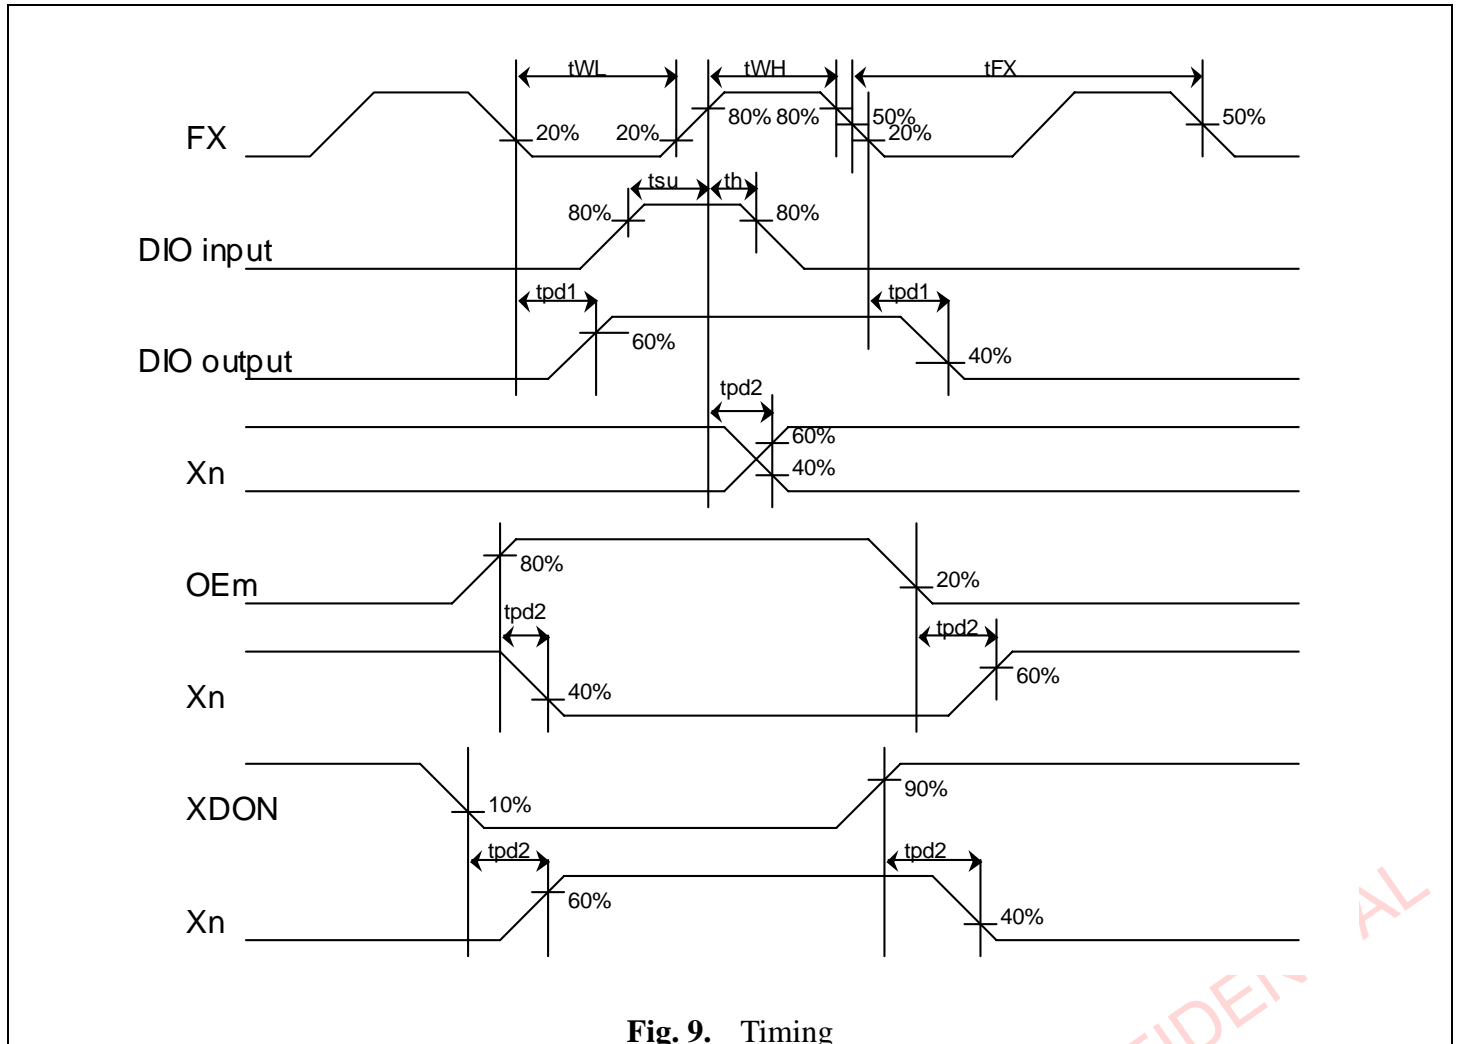 tWL tWH tFX
FX 20% 20% 80% 80% 50% 20% 50%
tsu th
DIO input 80% 80%
tpd1 tpd1
DIO output 60% 40%
tpd2
Xn 60%
40%
OEm 80% 20%
tpd2 tpd2
Xn 40% 60%
XDON 10% 90%
tpd2 tpd2
Xn 60% 40%
Fig. 9. Timing